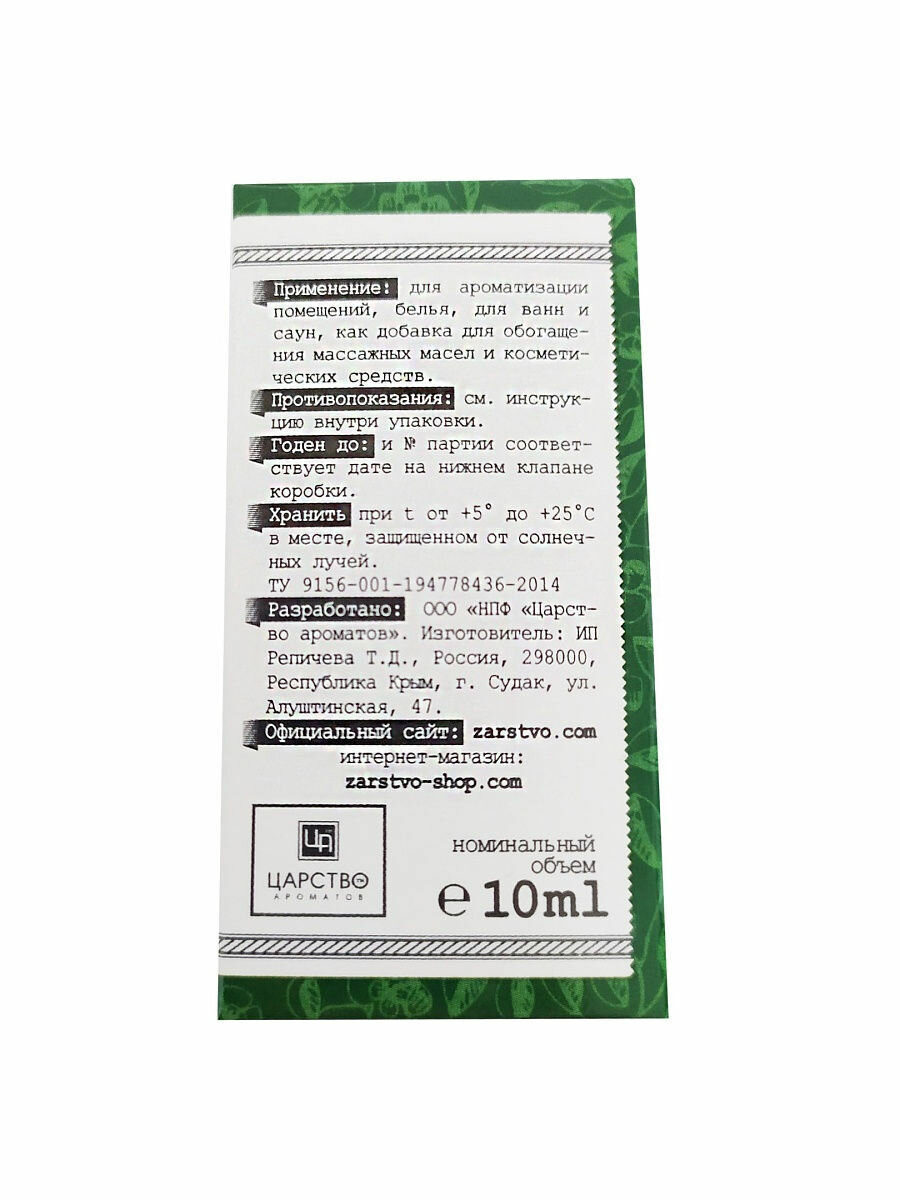 Применение: для ароматизации
помещений, белья, для ванн и
саун, как добавка для обогаще-
ния массажных масел и космети-
ческих средств.
Противопоказания: см. инструк-
цию внутри упаковки.
Годен до: и № партии соответ-
ствует дате на нижнем клапане
коробки.
Хранить при t от +5° до +25°C
в месте, защищенном от солнеч-
ных лучей.
ТУ 9156-001-194778436-2014
Разработано: ООО «НПФ «Царст-
во ароматов». Изготовитель: ИП
Репичева Т.Д., Россия, 298000,
Республика Крым, г. Судак, ул.
Алуштинская, 47.
Официальный сайт: zarstvo.com
интернет-магазин:
zarstvo-shop.com
ЦА
ЦАРСТВО
АРОМАТОВ
номинальный
объем
℮ 10ml